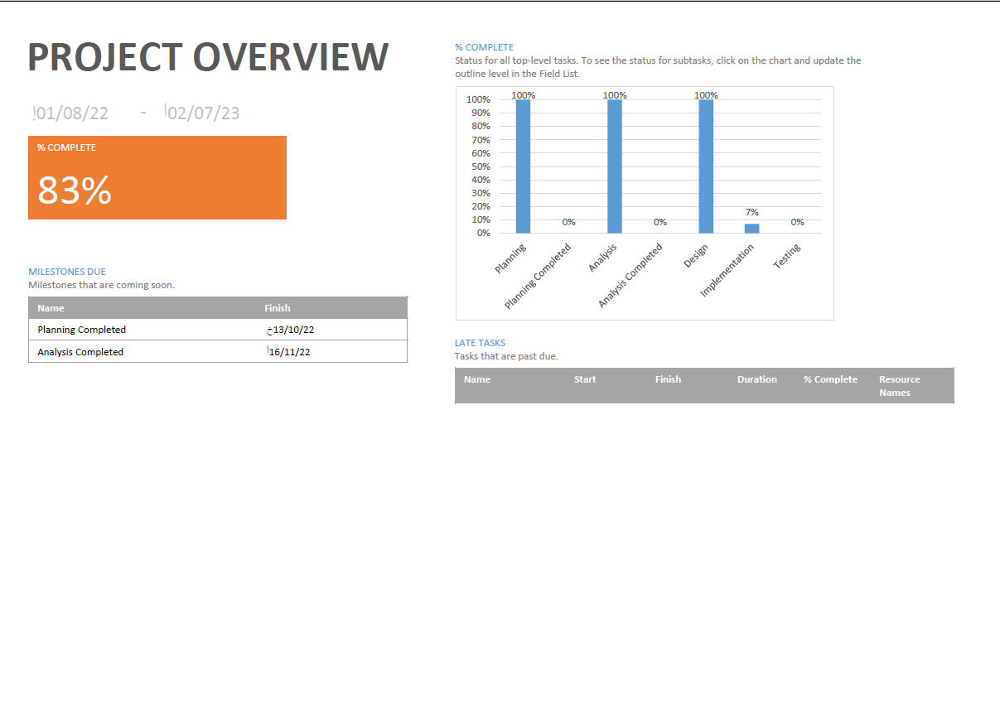 PROJECT OVERVIEW
إ01/08/22 - أ02/07/23
% COMPLETE
83%
MILESTONES DUE
Milestones that are coming soon.
Name Finish
Planning Completed خ13/10/22
Analysis Completed أ16/11/22
% COMPLETE
Status for all top-level tasks. To see the status for subtasks, click on the chart and update the
outline level in the Field List.
100%
90%
80%
70%
60%
50%
40%
30%
20%
10%
0%
100% 0% 100% 0% 100% 7% 0%
Planning
Planning Completed
Analysis
Analysis Completed
Design
Implementation
Testing
LATE TASKS
Tasks that are past due.
Name Start Finish Duration % Complete Resource
Names